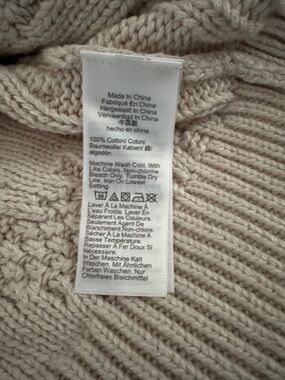 Made In China
Fabriqué En Chine
Hergestellt in China
Vervaardigd In China
中國製
hecho en china
100% Cotton/ Coton/
Baumwolle/ Katoen/ 綿/
algodón
Machine Wash Cold. With
Like Colors. Non-chlorine
Bleach Only. Tumble Dry
Low. Iron On Lowest
Setting.
Laver À La Machine À
L'eau Froide. Laver En
Séparant Les Couleurs.
Seulement Agent De
Blanchiment Non-chlore.
Sécher À La Machine À
Basse Température.
Repasser À Fer Doux Si
Nécessaire.
In Der Maschine Kalt
Waschen. Mit Ähnlichen
Farben Waschen. Nur
Chlorfreies Bleichmittel